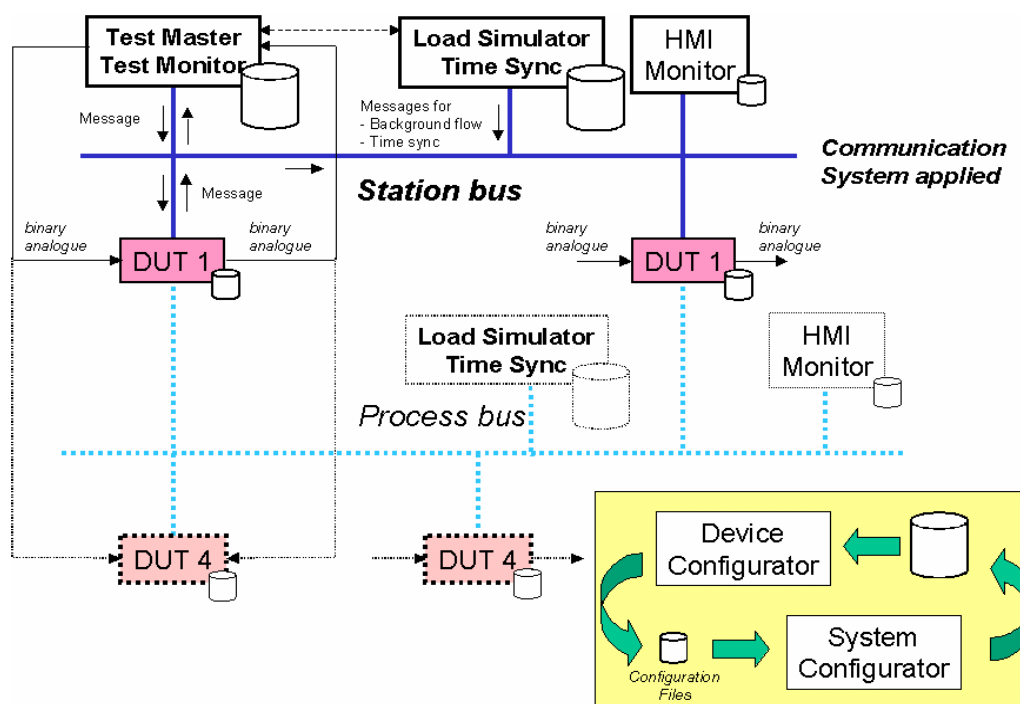 Test Master
Test Monitor
Load Simulator
Time Sync
HMI
Monitor
Message
Messages for
- Background flow
- Time sync
Communication
System applied
Message
Station bus
binary
analogue
DUT 1
binary
analogue
binary
analogue
DUT 1
binary
analogue
Load Simulator
Time Sync
HMI
Monitor
Process bus
DUT 4
DUT 4
Device
Configurator
System
Configurator
Configuration
Files